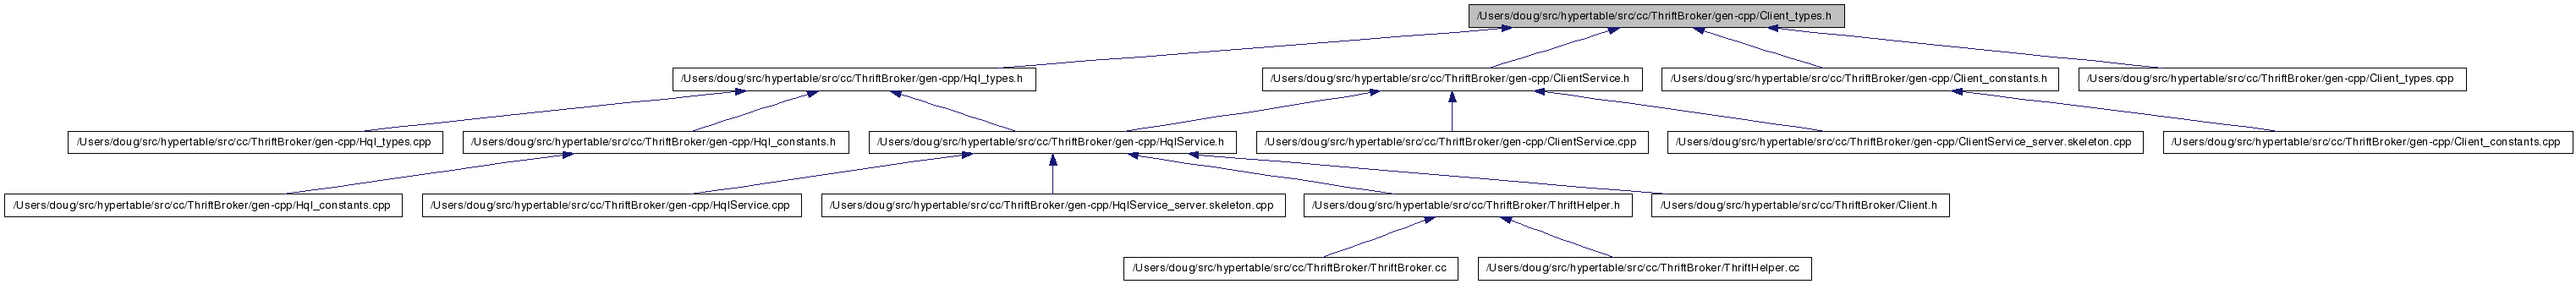 /Users/doug/src/hypertable/src/cc/ThriftBroker/gen-cpp/Client_types.h
/Users/doug/src/hypertable/src/cc/ThriftBroker/gen-cpp/Hql_types.h
/Users/doug/src/hypertable/src/cc/ThriftBroker/gen-cpp/ClientService.h
/Users/doug/src/hypertable/src/cc/ThriftBroker/gen-cpp/Client_constants.h
/Users/doug/src/hypertable/src/cc/ThriftBroker/gen-cpp/Client_types.cpp
/Users/doug/src/hypertable/src/cc/ThriftBroker/gen-cpp/Hql_types.cpp
/Users/doug/src/hypertable/src/cc/ThriftBroker/gen-cpp/Hql_constants.h
/Users/doug/src/hypertable/src/cc/ThriftBroker/gen-cpp/HqlService.h
/Users/doug/src/hypertable/src/cc/ThriftBroker/gen-cpp/ClientService.cpp
/Users/doug/src/hypertable/src/cc/ThriftBroker/gen-cpp/ClientService_server.skeleton.cpp
/Users/doug/src/hypertable/src/cc/ThriftBroker/gen-cpp/Client_constants.cpp
/Users/doug/src/hypertable/src/cc/ThriftBroker/gen-cpp/Hql_constants.cpp
/Users/doug/src/hypertable/src/cc/ThriftBroker/gen-cpp/HqlService.cpp
/Users/doug/src/hypertable/src/cc/ThriftBroker/gen-cpp/HqlService_server.skeleton.cpp
/Users/doug/src/hypertable/src/cc/ThriftBroker/ThriftHelper.h
/Users/doug/src/hypertable/src/cc/ThriftBroker/Client.h
/Users/doug/src/hypertable/src/cc/ThriftBroker/ThriftBroker.cc
/Users/doug/src/hypertable/src/cc/ThriftBroker/ThriftHelper.cc